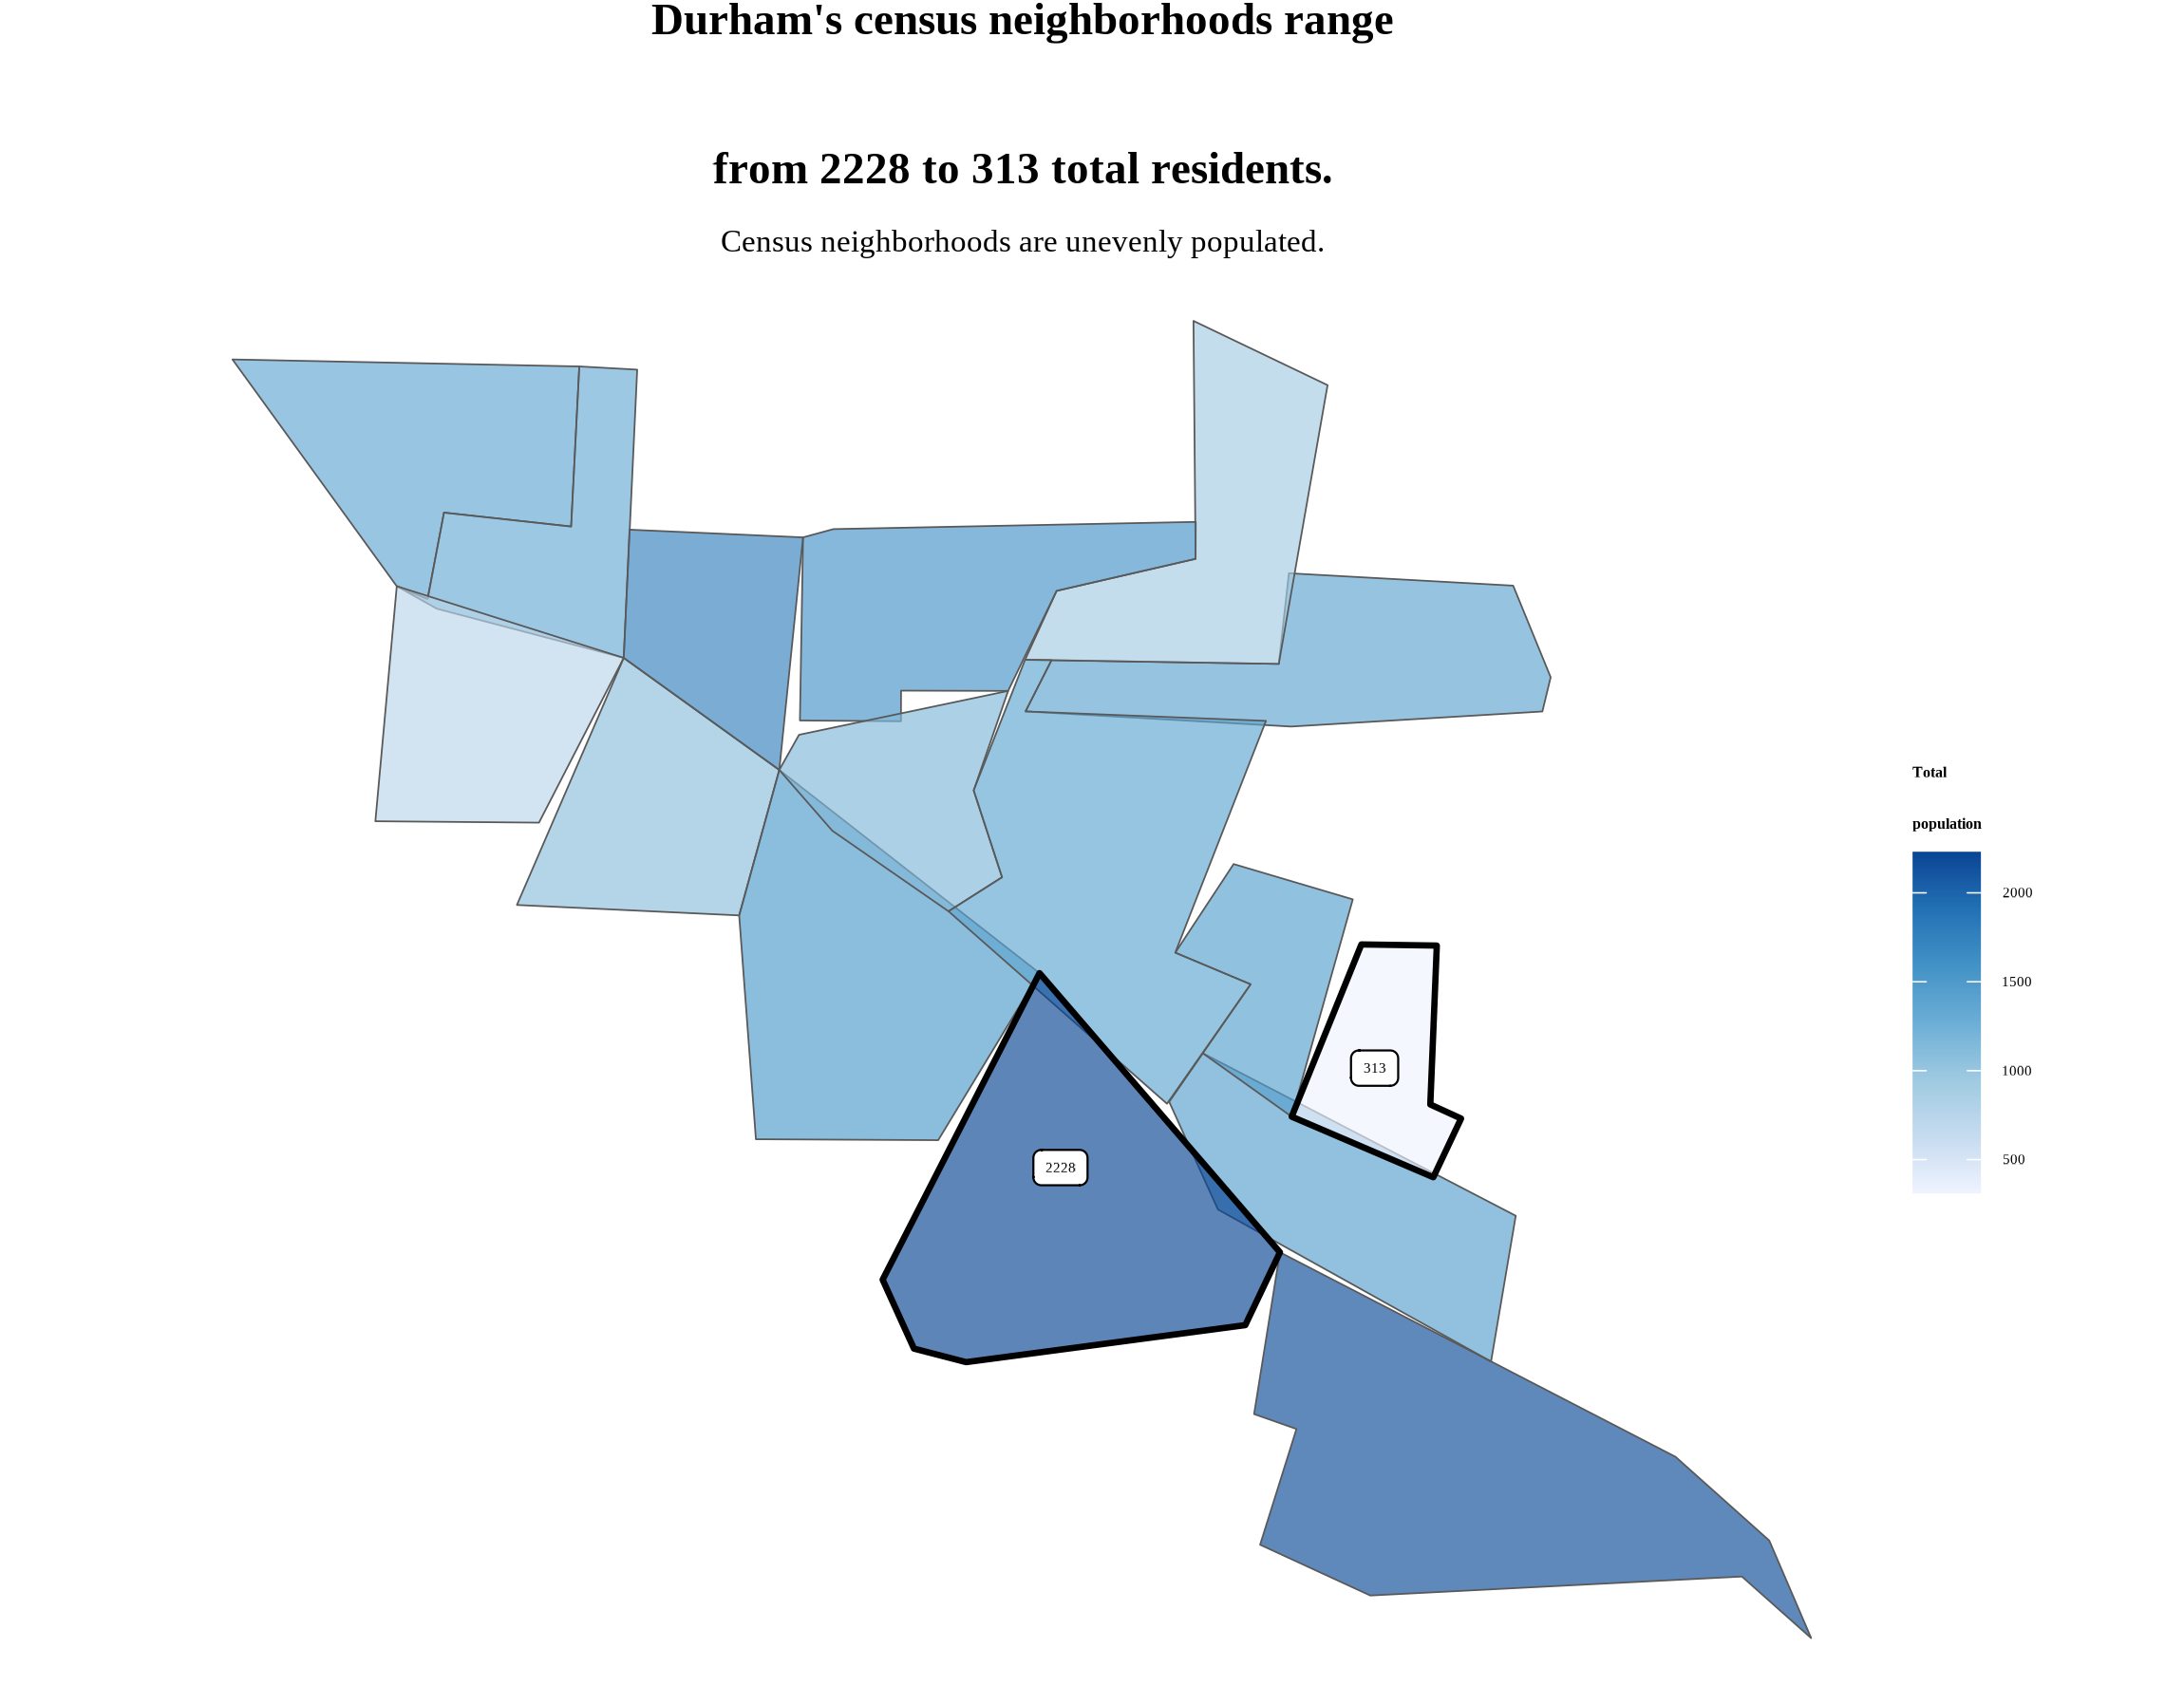 Durham's census neighborhoods range
from 2228 to 313 total residents.
Census neighborhoods are unevenly populated.
Total
population
2000
1500
1000
500
313
2228